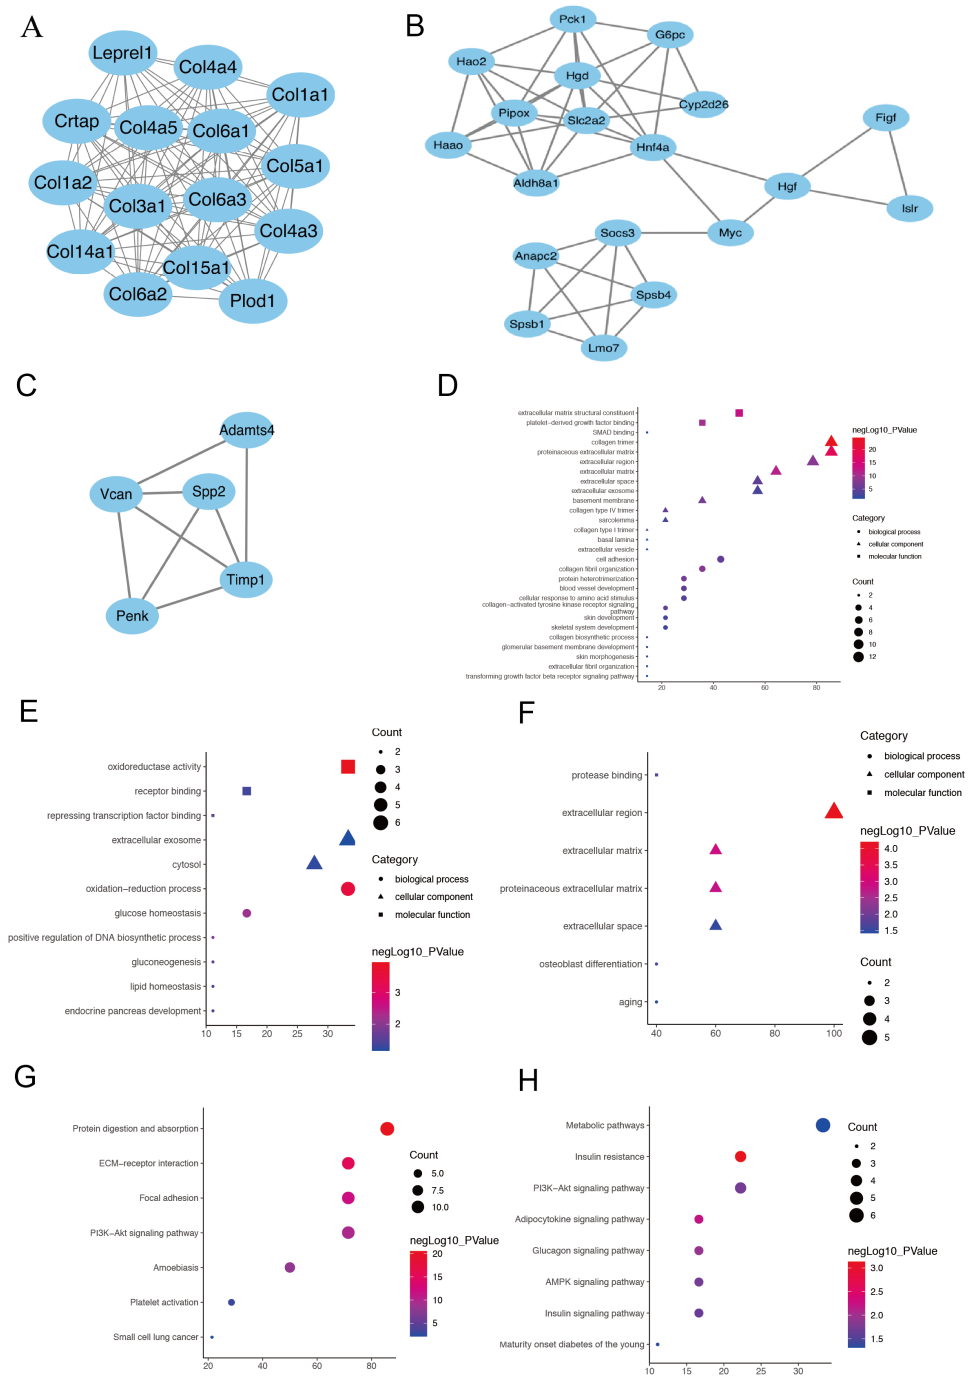 A
Leprel1
Col4a4
Col1a1
Crtap
Col4a5
Col6a1
Col5a1
Col1a2
Col3a1
Col6a3
Col4a3
Col14a1
Col15a1
Col6a2
Plod1
B
Pck1
G6pc
Hao2
Hgd
Cyp2d26
Pipox
Slc2a2
Haao
Hnf4a
Aldh8a1
Figf
Hgf
Islr
Myc
Socs3
Anapc2
Spsb4
Spsb1
Lmo7
C
Adamts4
Vcan
Spp2
Timp1
Penk
D
extracellular matrix structural constituent
platelet-derived growth factor binding
SMAD binding
collagen trimer
proteinaceous extracellular matrix
extracellular region
extracellular matrix
extracellular space
extracellular exosome
basement membrane
collagen type IV trimer
sarcolemma
collagen type I trimer
basal lamina
extracellular vesicle
cell adhesion
collagen fibril organization
protein heterotrimerization
blood vessel development
cellular response to amino acid stimulus
collagen-activated tyrosine kinase receptor signaling
pathway
skin development
skeletal system development
collagen biosynthetic process
glomerular basement membrane development
skin morphogenesis
extracellular fibril organization
transforming growth factor beta receptor signaling pathway
20 40 60 80
negLog10_PValue
20
15
10
5
Category
biological process
cellular component
molecular function
Count
2
4
6
8
10
12
E
oxidoreductase activity
receptor binding
repressing transcription factor binding
extracellular exosome
cytosol
oxidation-reduction process
glucose homeostasis
positive regulation of DNA biosynthetic process
gluconeogenesis
lipid homeostasis
endocrine pancreas development
10 15 20 25 30
Count
2
3
4
5
6
Category
biological process
cellular component
molecular function
negLog10_PValue
3
2
F
protease binding
extracellular region
extracellular matrix
proteinaceous extracellular matrix
extracellular space
osteoblast differentiation
aging
40 60 80 100
Category
biological process
cellular component
molecular function
negLog10_PValue
4.0
3.5
3.0
2.5
2.0
1.5
Count
2
3
4
5
G
Protein digestion and absorption
ECM-receptor interaction
Focal adhesion
PI3K-Akt signaling pathway
Amoebiasis
Platelet activation
Small cell lung cancer
20 40 60 80
Count
5.0
7.5
10.0
negLog10_PValue
20
15
10
5
H
Metabolic pathways
Insulin resistance
PI3K-Akt signaling pathway
Adipocytokine signaling pathway
Glucagon signaling pathway
AMPK signaling pathway
Insulin signaling pathway
Maturity onset diabetes of the young
10 15 20 25 30
Count
2
3
4
5
6
negLog10_PValue
3.0
2.5
2.0
1.5